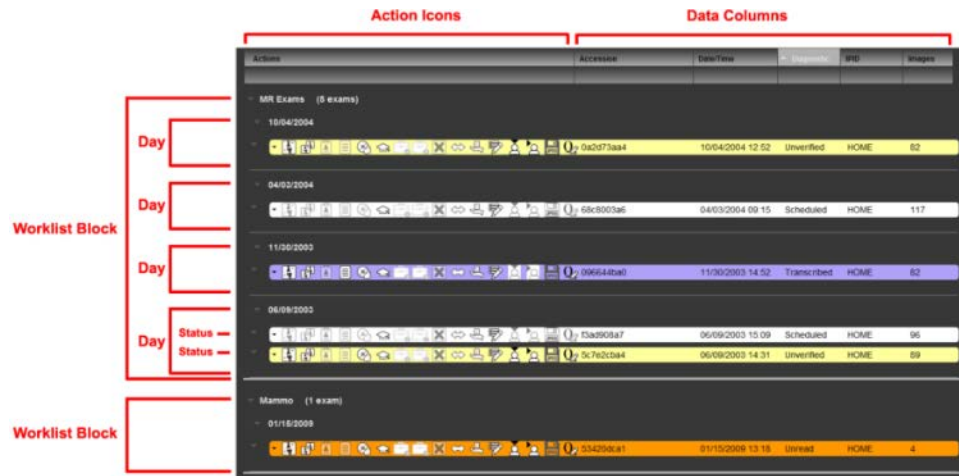 Action Icons Data Columns
Actions Accession Date/Time Diagnostic IPID Images
MR Exams (5 exams)
10/04/2004
Day
0a2d73aa4 10/04/2004 12:52 Unverified HOME 82
04/03/2004
Day
68c8003a6 04/03/2004 09:15 Scheduled HOME 117
Worklist Block
11/30/2003
Day
096644ba0 11/30/2003 14:52 Transcribed HOME 82
06/09/2003
Status
f3ad908a7 06/09/2003 15:09 Scheduled HOME 96
Day
Status
5c7e2cba4 06/09/2003 14:31 Unverified HOME 89
Mammo (1 exam)
01/15/2009
Worklist Block
53426dca1 01/15/2009 13:18 Unread HOME 4